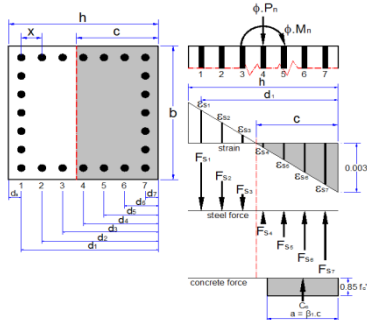 h
x
c
b
d₇
d₆
d₅
d₄
d₃
d₂
d₁
1 2 3 4 5 6 7
ϕ.Pₙ
ϕ.Mₙ
1 2 3 4 5 6 7
h
d₁
c
εS1
εS2
εS3
εS4
εS5
εS6
εS7
strain
0.003
FS1
FS2
FS3
steel force
FS4
FS5
FS6
FS7
concrete force
0.85 fc'
a = β₁.c